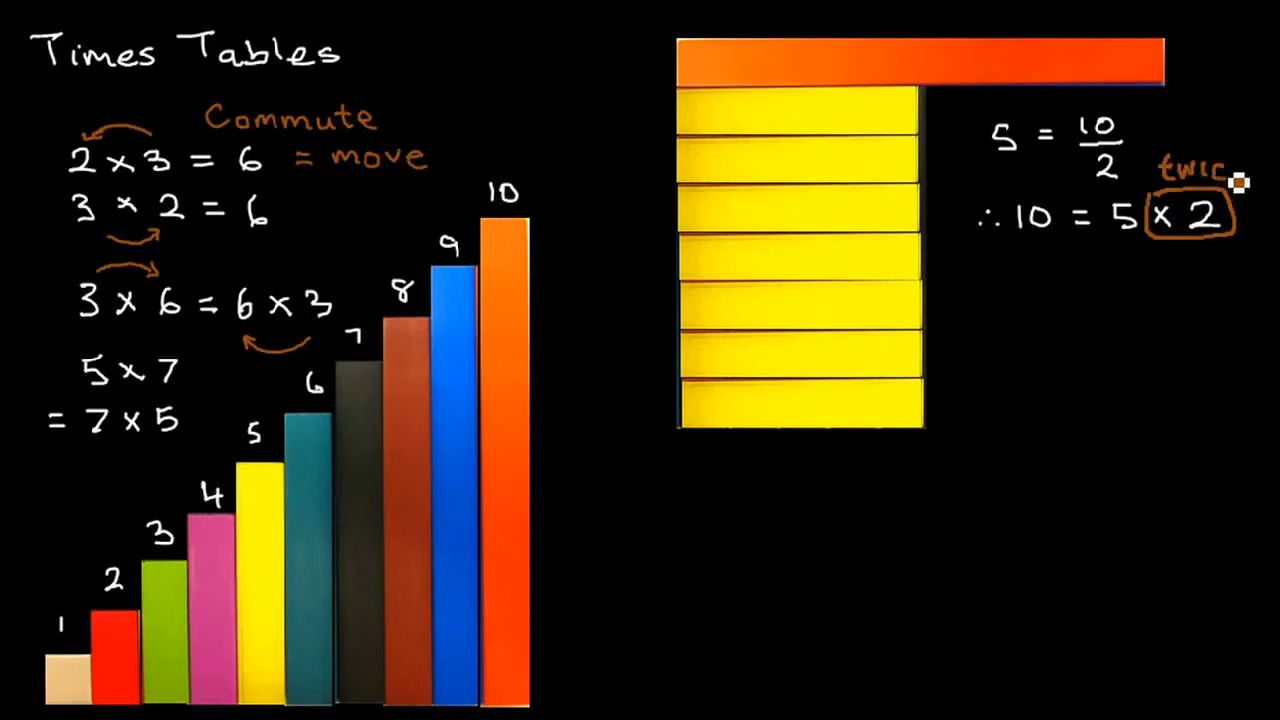 Times Tables
Commute
2 × 3 = 6 = move
3 × 2 = 6
3 × 6 = 6 × 3
5 × 7
= 7 × 5
1
2
3
4
5
6
7
8
9
10
5 = 10/2
twic
∴ 10 = 5 × 2